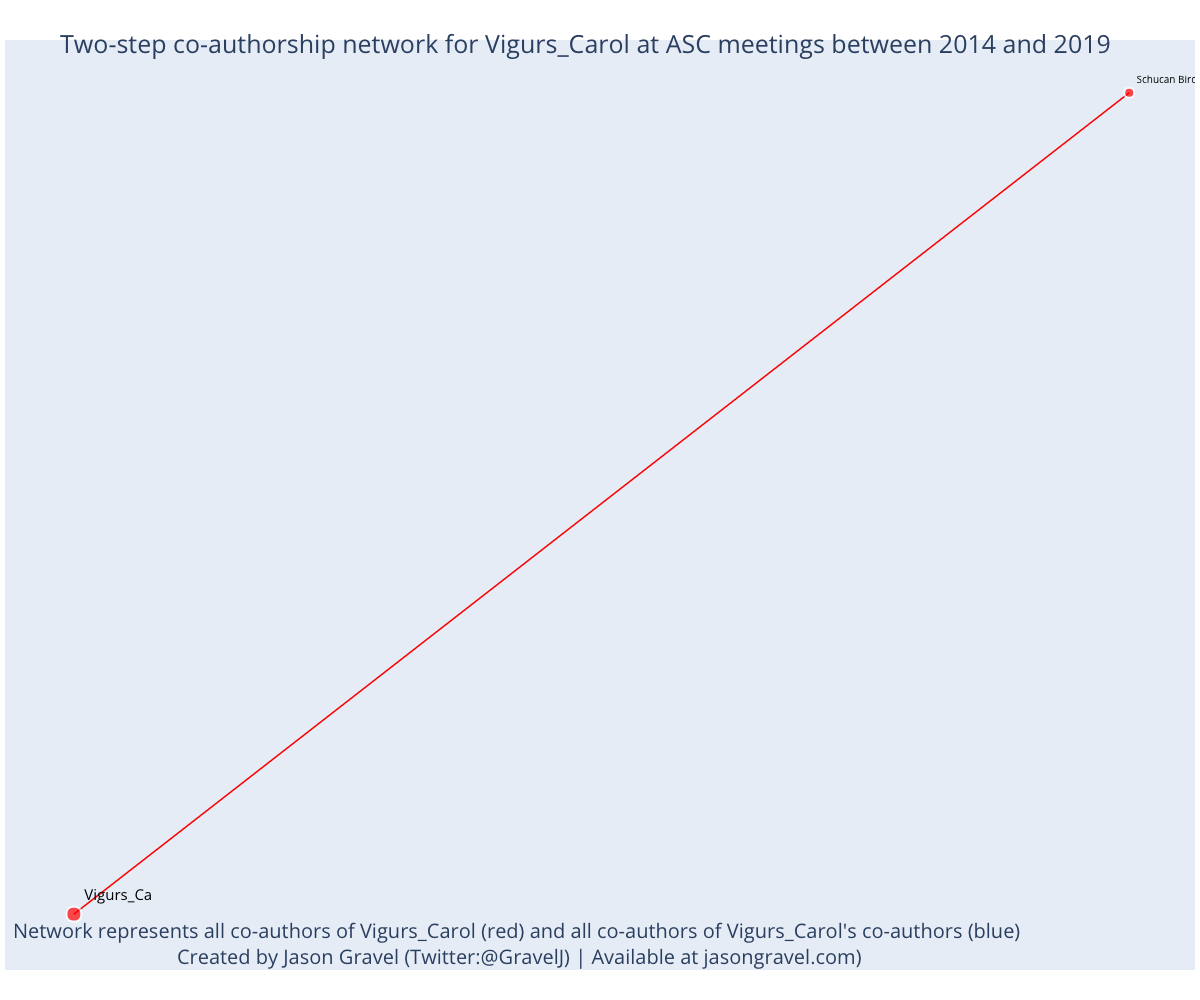 Two-step co-authorship network for Vigurs_Carol at ASC meetings between 2014 and 2019
Schucan Bird
Vigurs_Ca
Network represents all co-authors of Vigurs_Carol (red) and all co-authors of Vigurs_Carol's co-authors (blue)
Created by Jason Gravel (Twitter:@GravelJ) | Available at jasongravel.com)